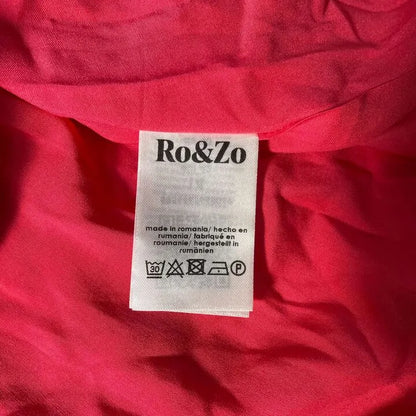 Ro&Zo
made in romania/ hecho en
rumania/ fabriqué en
roumanie/ hergestellt in
rumänien
30
P